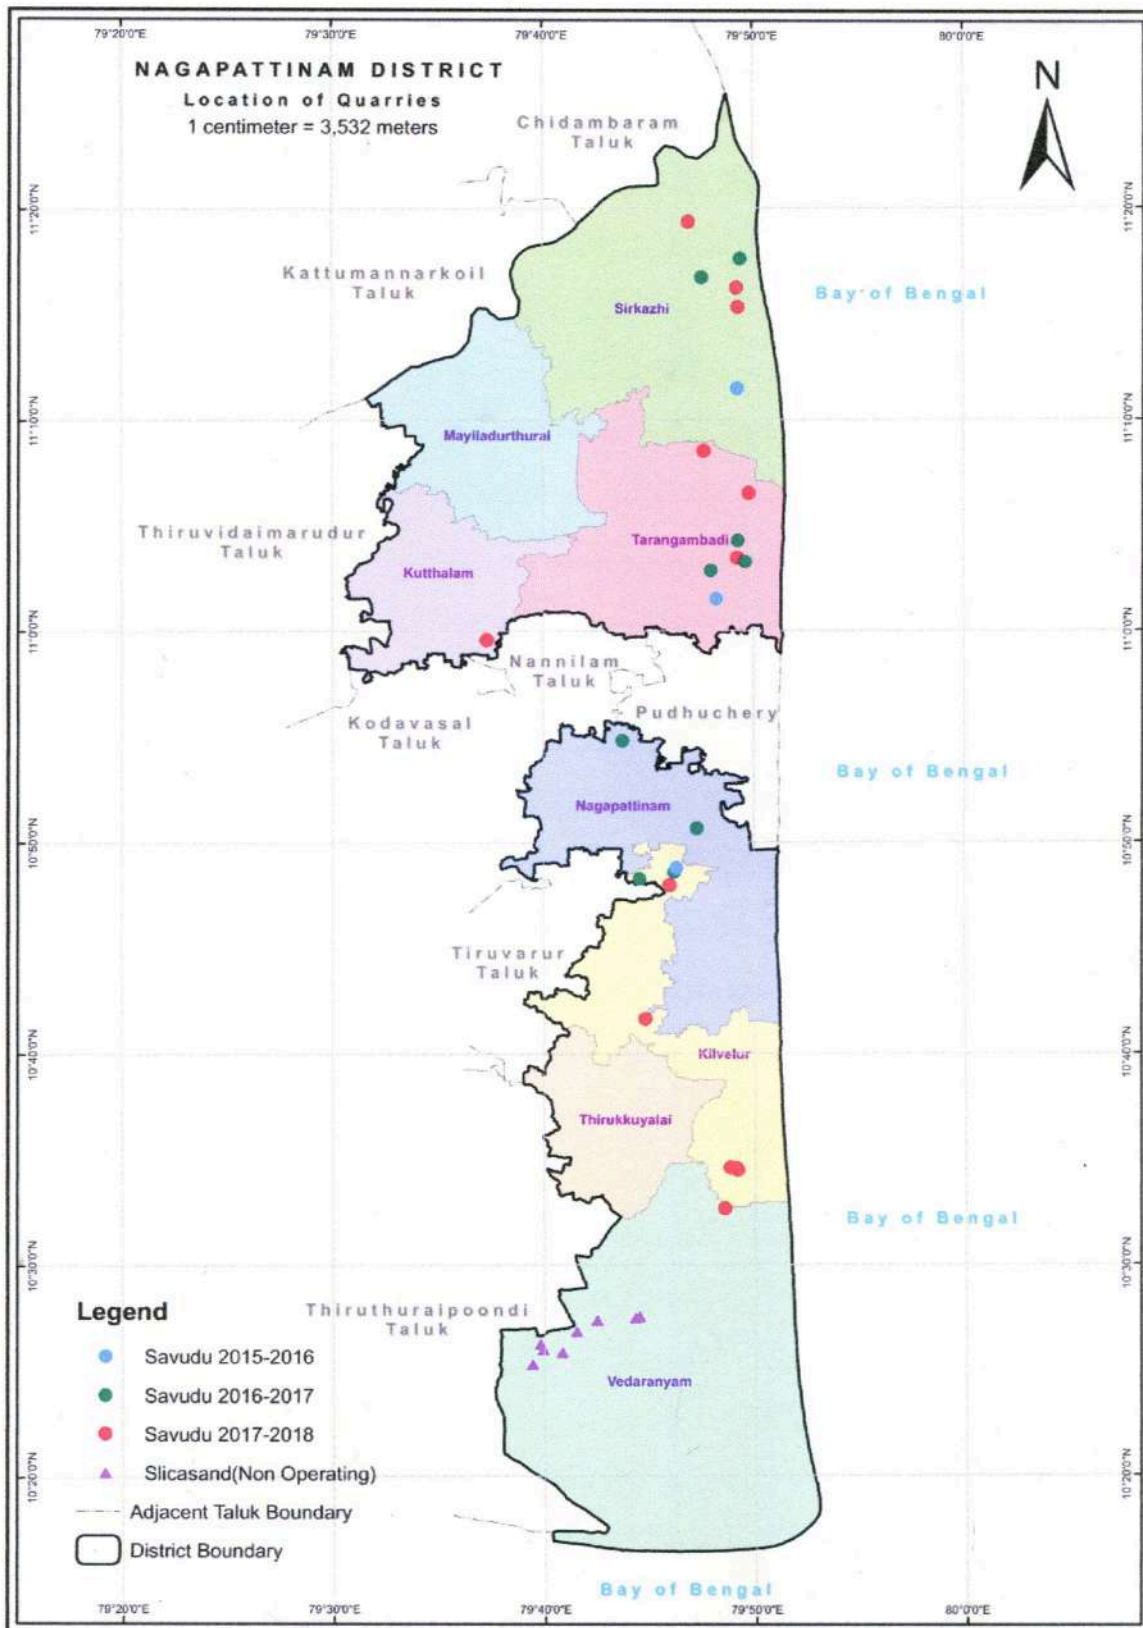 79°20'0"E 79°30'0"E 79°40'0"E 79°50'0"E 80°0'0"E
NAGAPATTINAM DISTRICT
Location of Quarries
1 centimeter = 3,532 meters
N
Chidambaram
Taluk
11°20'0"N 11°20'0"N
Kattumannarkoil
Taluk
Bay of Bengal
Sirkazhi
11°10'0"N 11°10'0"N
Mayiladurthurai
Thiruvidaimarudur
Taluk
Tarangambadi
Kutthalam
11°0'0"N 11°0'0"N
Nannilam
Taluk
Pudhuchery
Kodavasal
Taluk
Bay of Bengal
Nagapattinam
10°50'0"N 10°50'0"N
Tiruvarur
Taluk
10°40'0"N 10°40'0"N
Kilvelur
Thirukkuyalai
Bay of Bengal
10°30'0"N 10°30'0"N
Thiruthuraipoondi
Taluk
Vedaranyam
Legend
Savudu 2015-2016
Savudu 2016-2017
Savudu 2017-2018
Slicasand(Non Operating)
Adjacent Taluk Boundary
District Boundary
10°20'0"N 10°20'0"N
Bay of Bengal
79°20'0"E 79°30'0"E 79°40'0"E 79°50'0"E 80°0'0"E